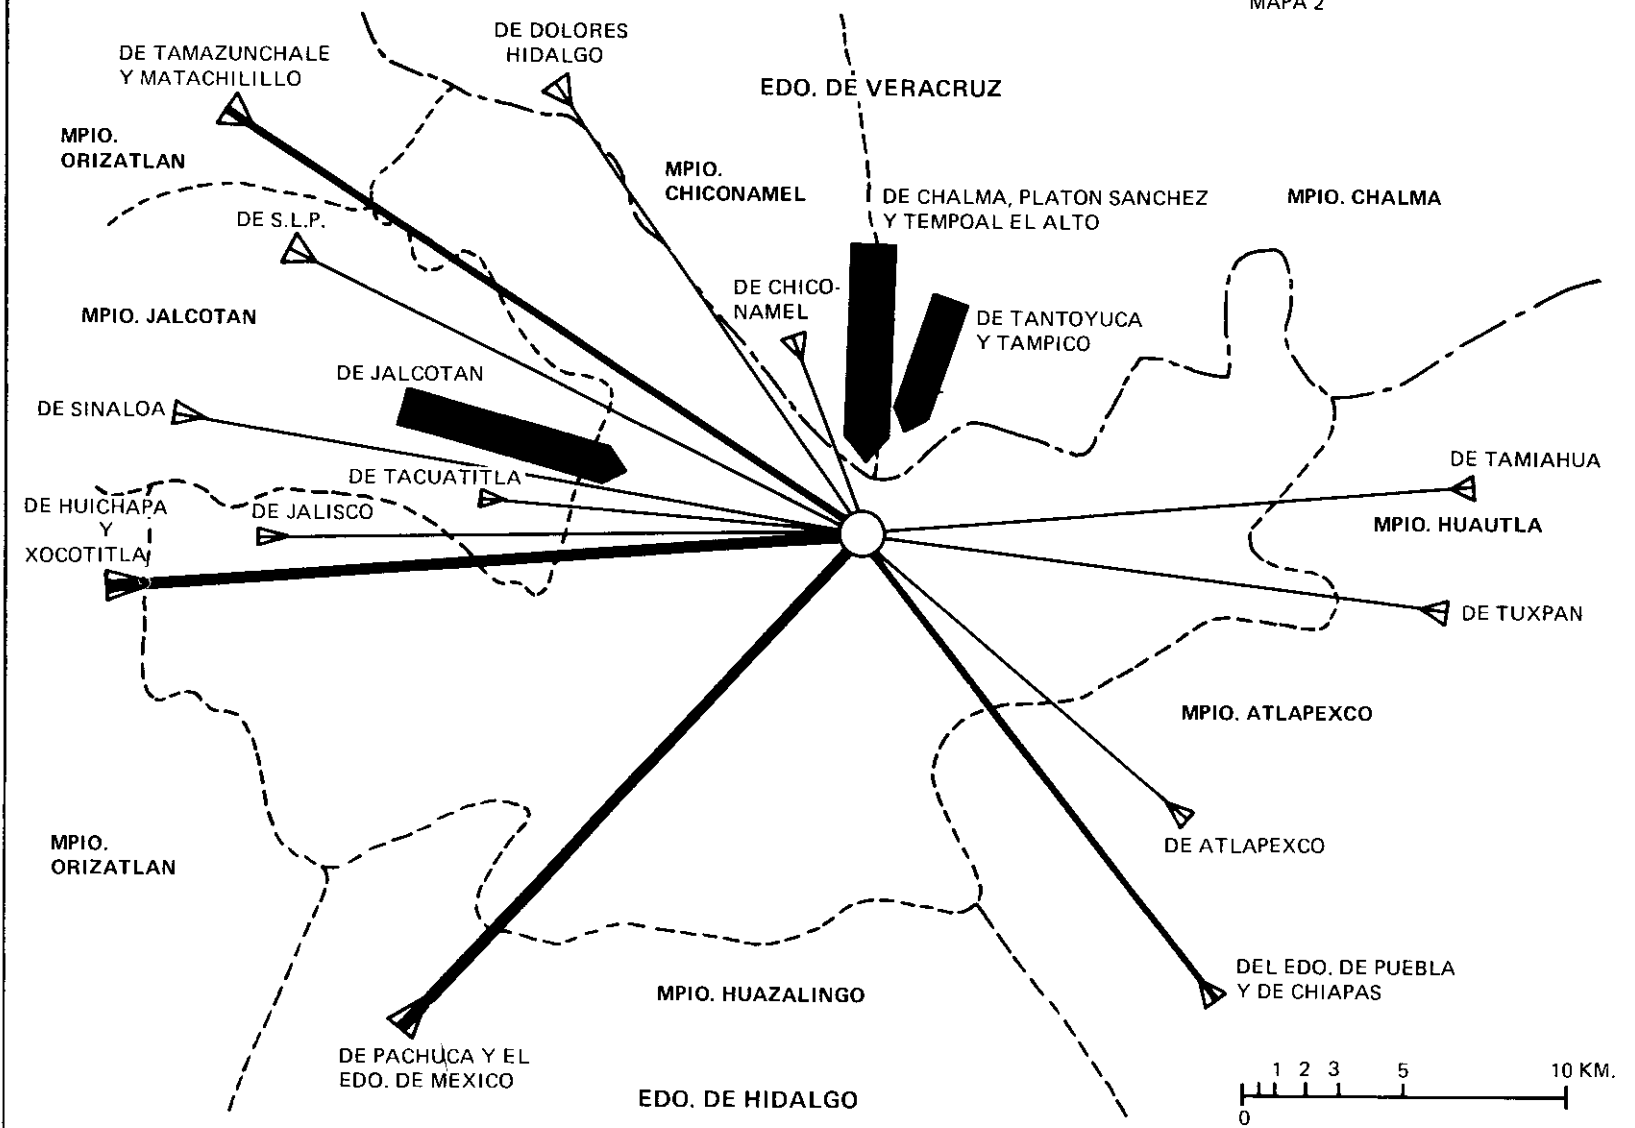 MAPA 2
DE DOLORES
HIDALGO
DE TAMAZUNCHALE
Y MATACHILILLO
EDO. DE VERACRUZ
MPIO.
ORIZATLAN
MPIO.
CHICONAMEL
DE CHALMA, PLATON SANCHEZ
Y TEMPOAL EL ALTO
MPIO. CHALMA
DE S.L.P.
DE CHICO-
NAMEL
MPIO. JALCOTAN
DE TANTOYUCA
Y TAMPICO
DE JALCOTAN
DE SINALOA
DE TACUATITLA
DE TAMIAHUA
DE HUICHAPA
Y
XOCOTITLA
DE JALISCO
MPIO. HUAUTLA
DE TUXPAN
MPIO. ATLAPEXCO
MPIO.
ORIZATLAN
DE ATLAPEXCO
DEL EDO. DE PUEBLA
Y DE CHIAPAS
MPIO. HUAZALINGO
DE PACHUCA Y EL
EDO. DE MEXICO
EDO. DE HIDALGO
1 2 3 5 10 KM.
0